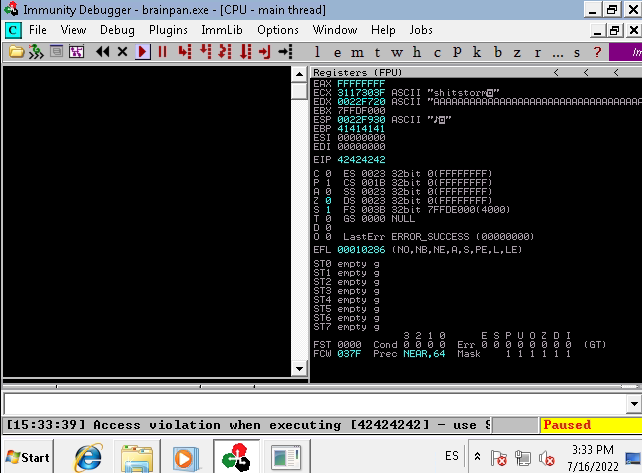 Immunity Debugger - brainpan.exe - [CPU - main thread]
C File View Debug Plugins ImmLib Options Window Help Jobs
l e m t w h c p k b z r ... s ?
Registers (FPU) < < <
EAX FFFFFFFF
ECX 3117303F ASCII "shitstorm"
EDX 0022F720 ASCII "AAAAAAAAAAAAAAAAAAAAAAAAAAAAAAAAAAAA
EBX 7FFDF000
ESP 0022F930 ASCII "♪"
EBP 41414141
ESI 00000000
EDI 00000000
EIP 42424242
C 0 ES 0023 32bit 0(FFFFFFFF)
P 1 CS 001B 32bit 0(FFFFFFFF)
A 0 SS 0023 32bit 0(FFFFFFFF)
Z 0 DS 0023 32bit 0(FFFFFFFF)
S 1 FS 003B 32bit 7FFDE000(4000)
T 0 GS 0000 NULL
D 0
O 0 LastErr ERROR_SUCCESS (00000000)
EFL 00010286 (NO,NB,NE,A,S,PE,L,LE)
ST0 empty g
ST1 empty g
ST2 empty g
ST3 empty g
ST4 empty g
ST5 empty g
ST6 empty g
ST7 empty g
3 2 1 0 E S P U O Z D I
FST 0000 Cond 0 0 0 0 Err 0 0 0 0 0 0 0 0 (GT)
FCW 037F Prec NEAR,64 Mask 1 1 1 1 1 1
[15:33:39] Access violation when executing [42424242] - use S
Paused
Start
ES
3:33 PM
7/16/2022